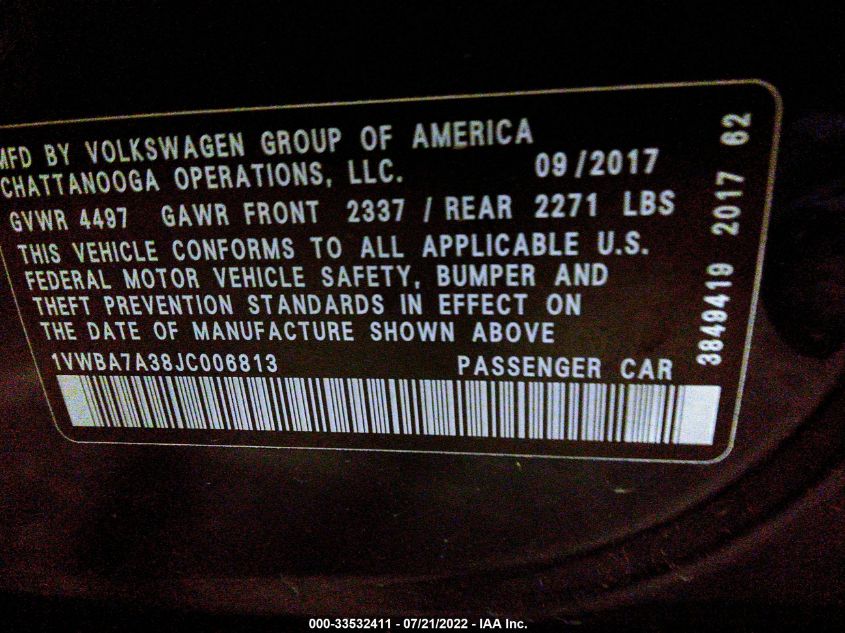 MFD BY VOLKSWAGEN GROUP OF AMERICA
CHATTANOOGA OPERATIONS, LLC. 09/2017
GVWR 4497 GAWR FRONT 2337 / REAR 2271 LBS
THIS VEHICLE CONFORMS TO ALL APPLICABLE U.S.
FEDERAL MOTOR VEHICLE SAFETY, BUMPER AND
THEFT PREVENTION STANDARDS IN EFFECT ON
THE DATE OF MANUFACTURE SHOWN ABOVE
1VWBA7A38JC006813 PASSENGER CAR
3849419 2017 62
000-33532411 - 07/21/2022 - IAA Inc.